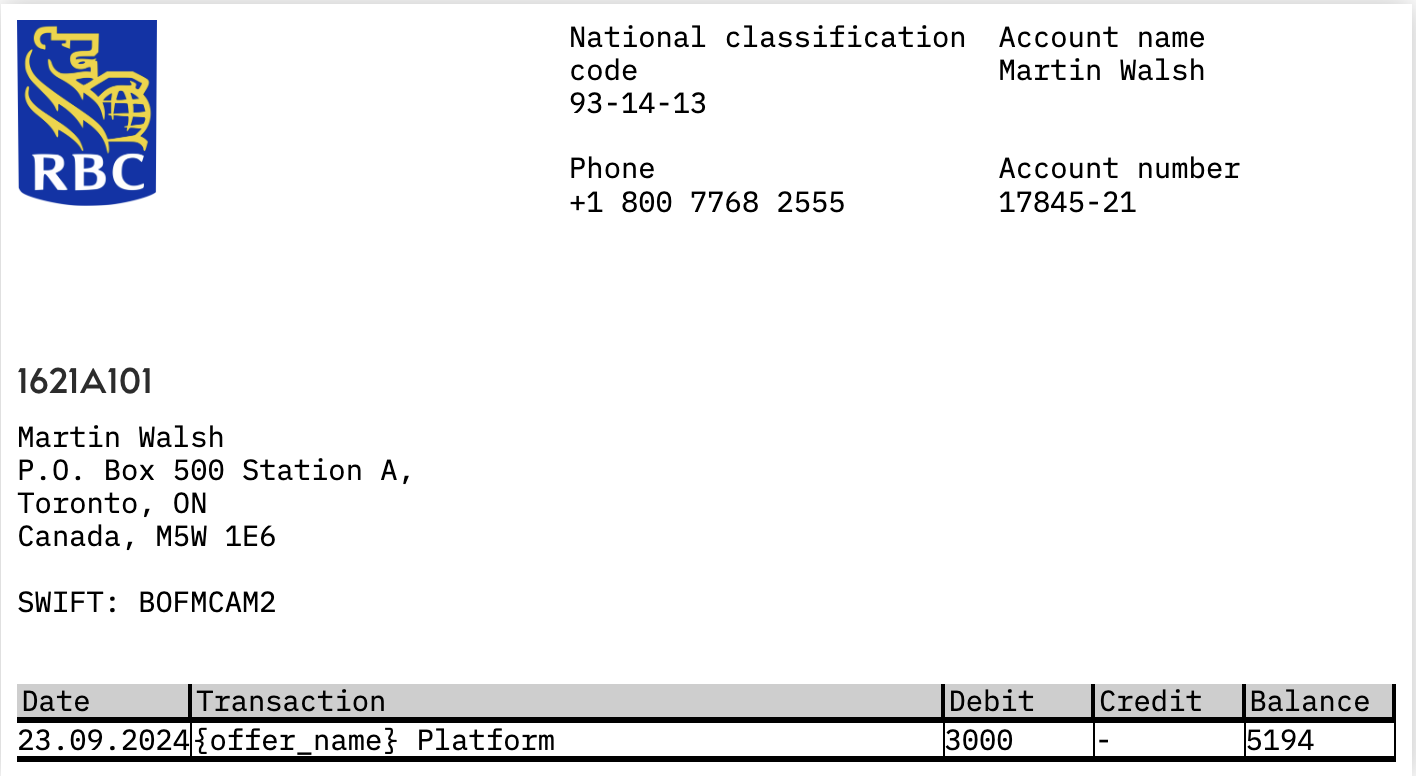 RBC
National classification
code
93-14-13
Account name
Martin Walsh
Phone
+1 800 7768 2555
Account number
17845-21
1621A101
Martin Walsh
P.O. Box 500 Station A,
Toronto, ON
Canada, M5W 1E6
SWIFT: BOFMCAM2
Date Transaction Debit Credit Balance
23.09.2024 {offer_name} Platform 3000 - 5194